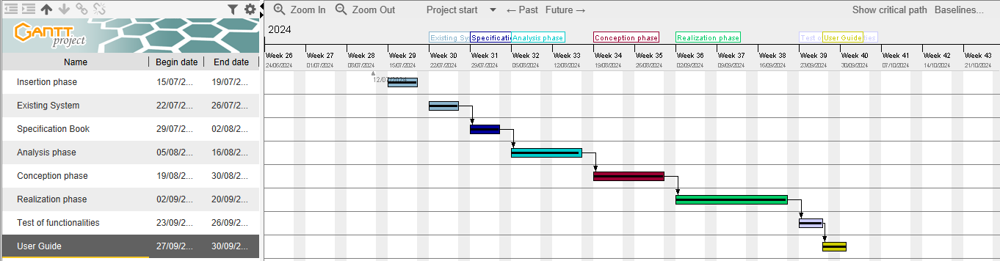 Zoom In Zoom Out Project start ← Past Future → Show critical path Baselines...
GANTT
project
2024
Existing Sy Specificatio Analysis phase Conception phase Realization phase Test o User Guide ties
Name Begin date End date
Week 26 Week 27 Week 28 Week 29 Week 30 Week 31 Week 32 Week 33 Week 34 Week 35 Week 36 Week 37 Week 38 Week 39 Week 40 Week 41 Week 42 Week 43
24/06/2024 01/07/2024 08/07/2024 15/07/2024 22/07/2024 29/07/2024 05/08/2024 12/08/2024 19/08/2024 26/08/2024 02/09/2024 09/09/2024 16/09/2024 23/09/2024 30/09/2024 07/10/2024 14/10/2024 21/10/2024
12/07/2024
Insertion phase 15/07/2... 19/07/2...
Existing System 22/07/2... 26/07/2...
Specification Book 29/07/2... 02/08/2...
Analysis phase 05/08/2... 16/08/2...
Conception phase 19/08/2... 30/08/2...
Realization phase 02/09/2... 20/09/2...
Test of functionalities 23/09/2... 26/09/2...
User Guide 27/09/2... 30/09/2...